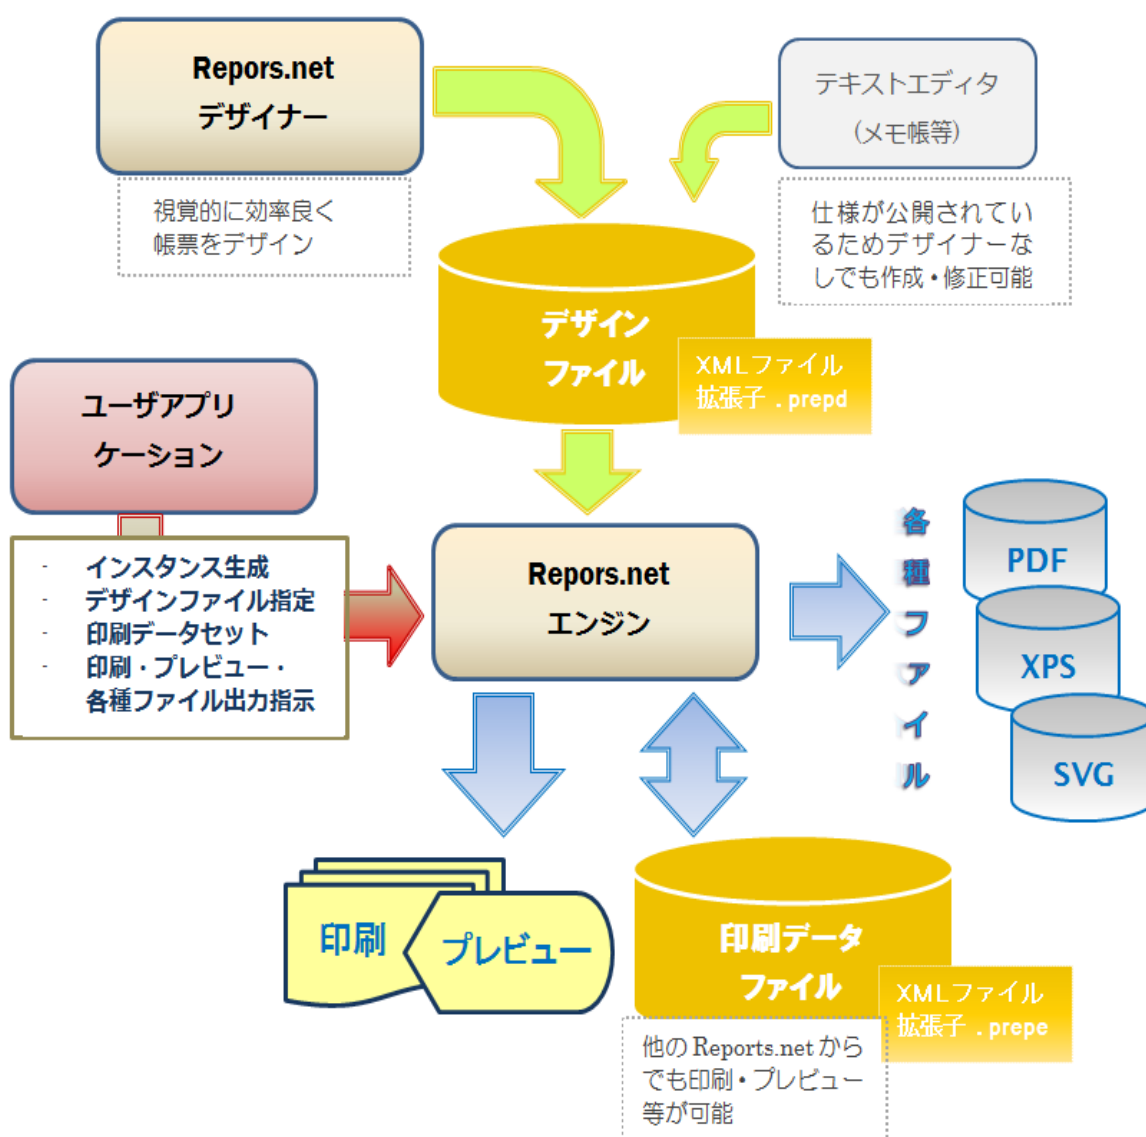 Repors.net
デザイナー
視覚的に効率良く
帳票をデザイン
テキストエディタ
(メモ帳等)
仕様が公開されてい
るためデザイナーな
しでも作成・修正可能
デザイン
ファイル
XMLファイル
拡張子．prepd
ユーザアプリ
ケーション
- インスタンス生成
- デザインファイル指定
- 印刷データセット
- 印刷・プレビュー・
各種ファイル出力指示
Repors.net
エンジン
各種ファイル
PDF
XPS
SVG
印刷
プレビュー
印刷データ
ファイル
XMLファイル
拡張子．prepe
他の Reports.net から
でも印刷・プレビュー
等が可能